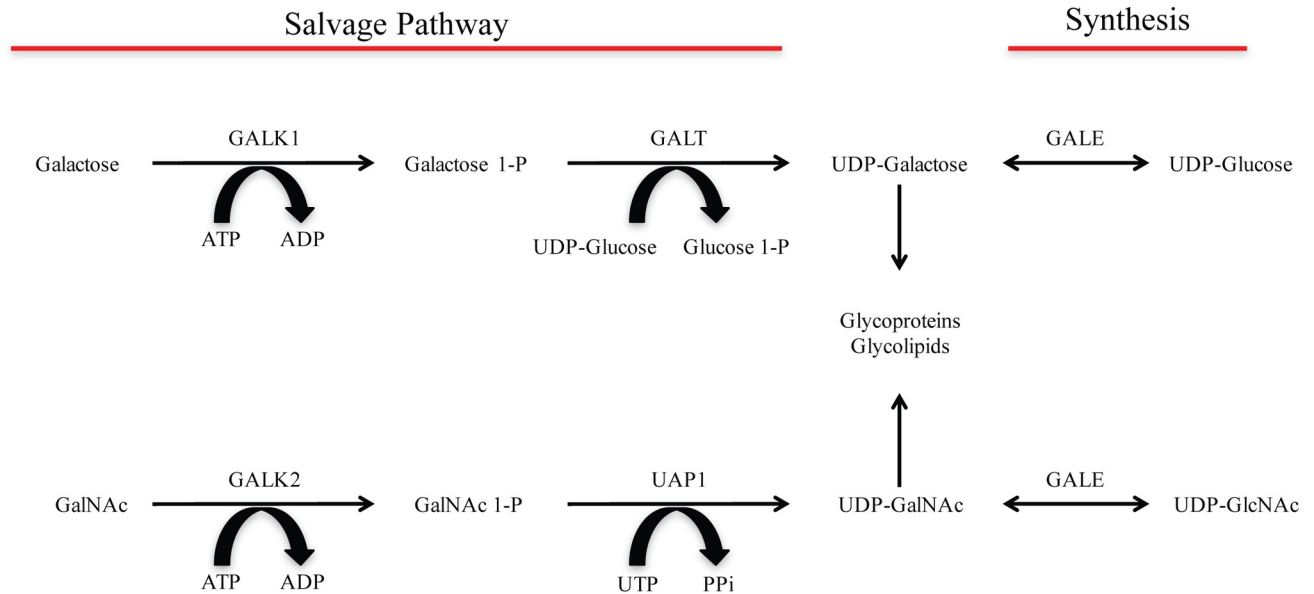 Salvage Pathway
Synthesis
GALK1
GALT
GALE
Galactose
Galactose 1-P
UDP-Galactose
UDP-Glucose
ATP
ADP
UDP-Glucose
Glucose 1-P
Glycoproteins
Glycolipids
GALK2
UAP1
GALE
GalNAc
GalNAc 1-P
UDP-GalNAc
UDP-GlcNAc
ATP
ADP
UTP
PPi